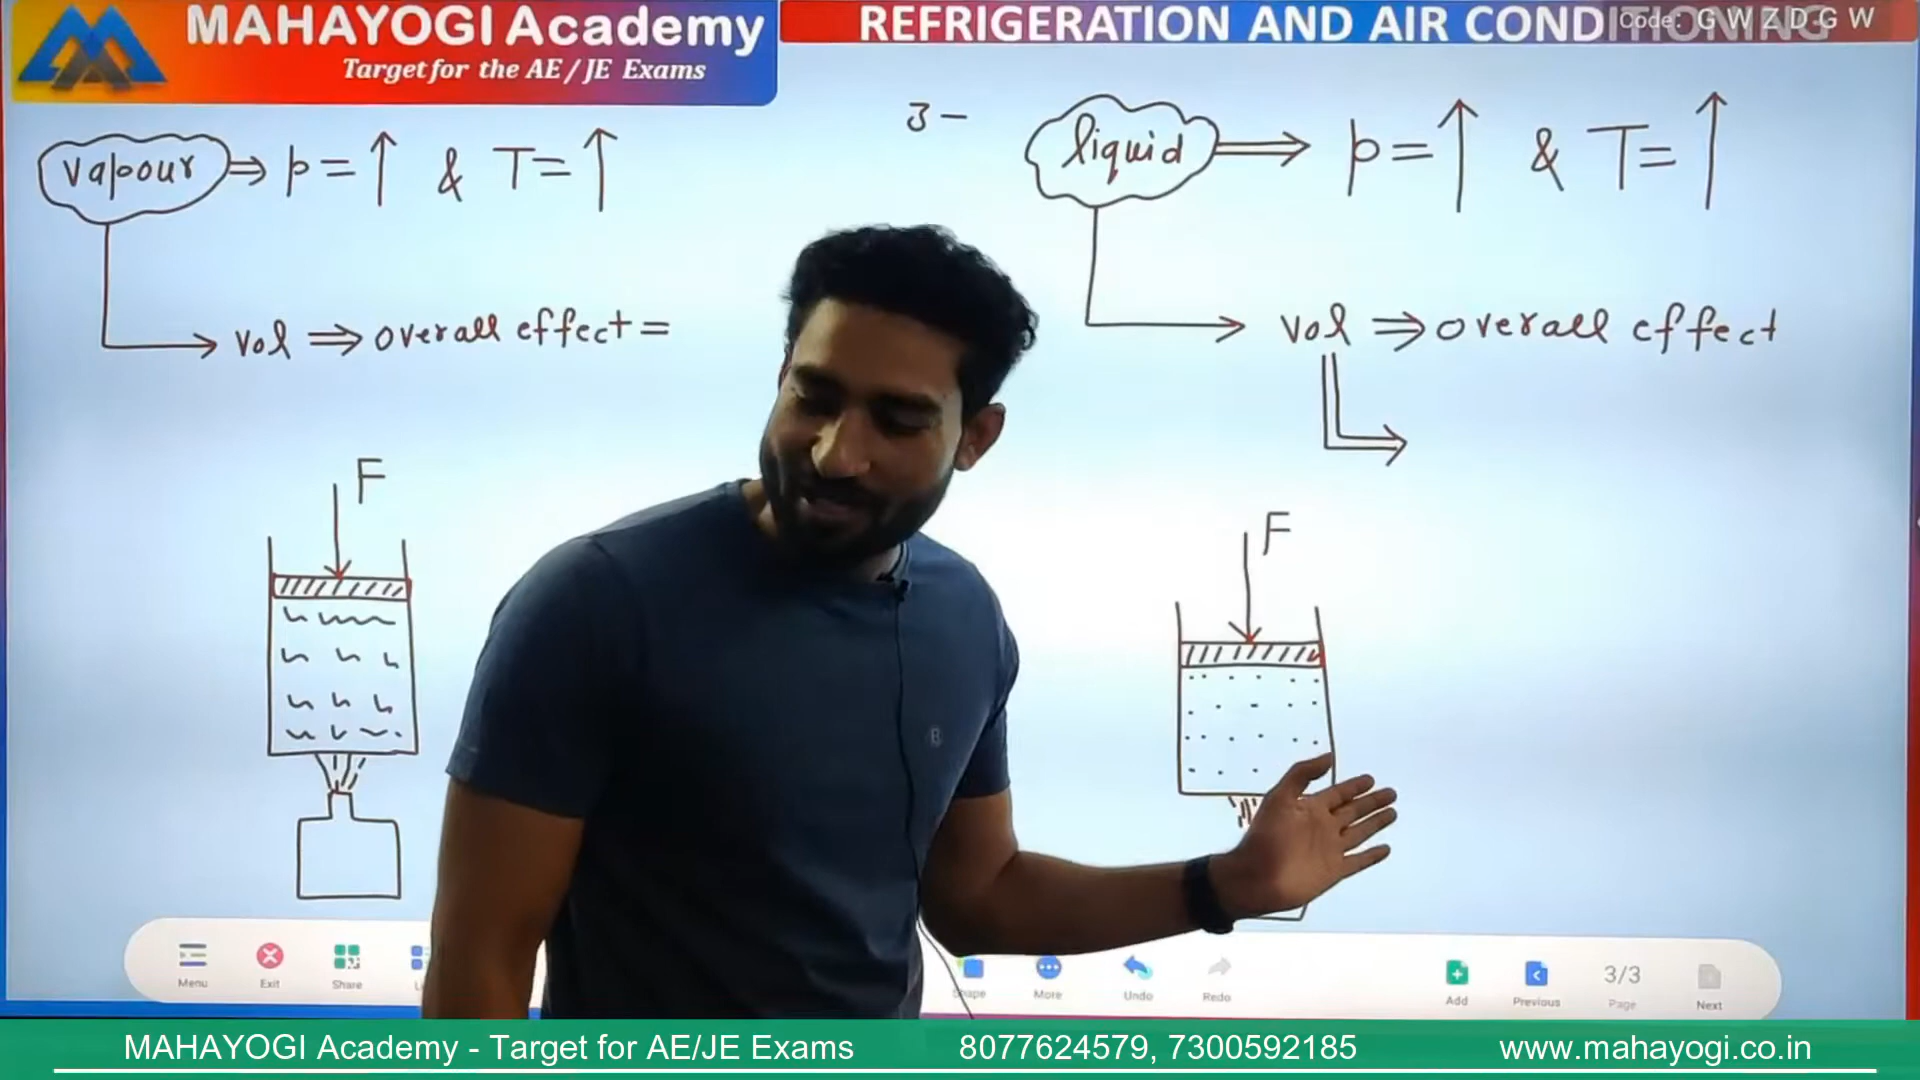 MAHAYOGI Academy
Target for the AE / JE Exams
REFRIGERATION AND AIR CONDITIONING
Code: G W Z D G W
vapour ⇒ p = ↑ & T = ↑
vol ⇒ overall effect =
F
3 -
liquid ⇒ p = ↑ & T = ↑
vol ⇒ overall effect
F
Menu
Exit
Share
More
Undo
Redo
Add
Previous
3/3
Page
Next
B
MAHAYOGI Academy - Target for AE/JE Exams 8077624579, 7300592185 www.mahayogi.co.in